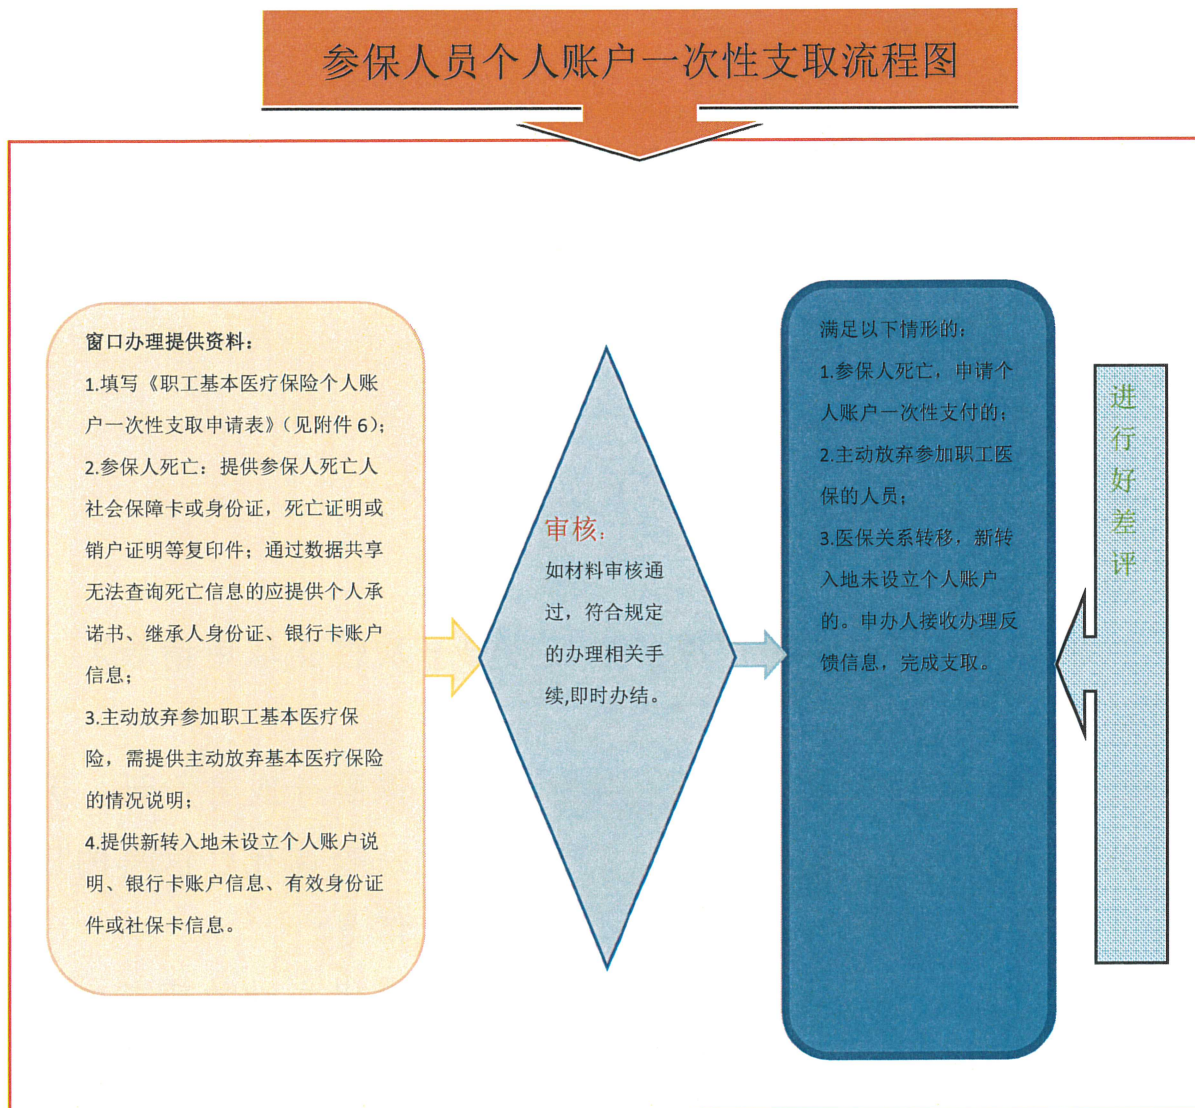 参保人员个人账户一次性支取流程图
窗口办理提供资料：
1.填写《职工基本医疗保险个人账
户一次性支取申请表》（见附件 6）；
2.参保人死亡：提供参保人死亡人
社会保障卡或身份证，死亡证明或
销户证明等复印件；通过数据共享
无法查询死亡信息的应提供个人承
诺书、继承人身份证、银行卡账户
信息；
3.主动放弃参加职工基本医疗保
险，需提供主动放弃基本医疗保险
的情况说明；
4.提供新转入地未设立个人账户说
明、银行卡账户信息、有效身份证
件或社保卡信息。
审核：
如材料审核通
过，符合规定
的办理相关手
续,即时办结。
满足以下情形的：
1.参保人死亡，申请个
人账户一次性支付的；
2.主动放弃参加职工医
保的人员；
3.医保关系转移，新转
入地未设立个人账户
的。申办人接收办理反
馈信息，完成支取。
进
行
好
差
评